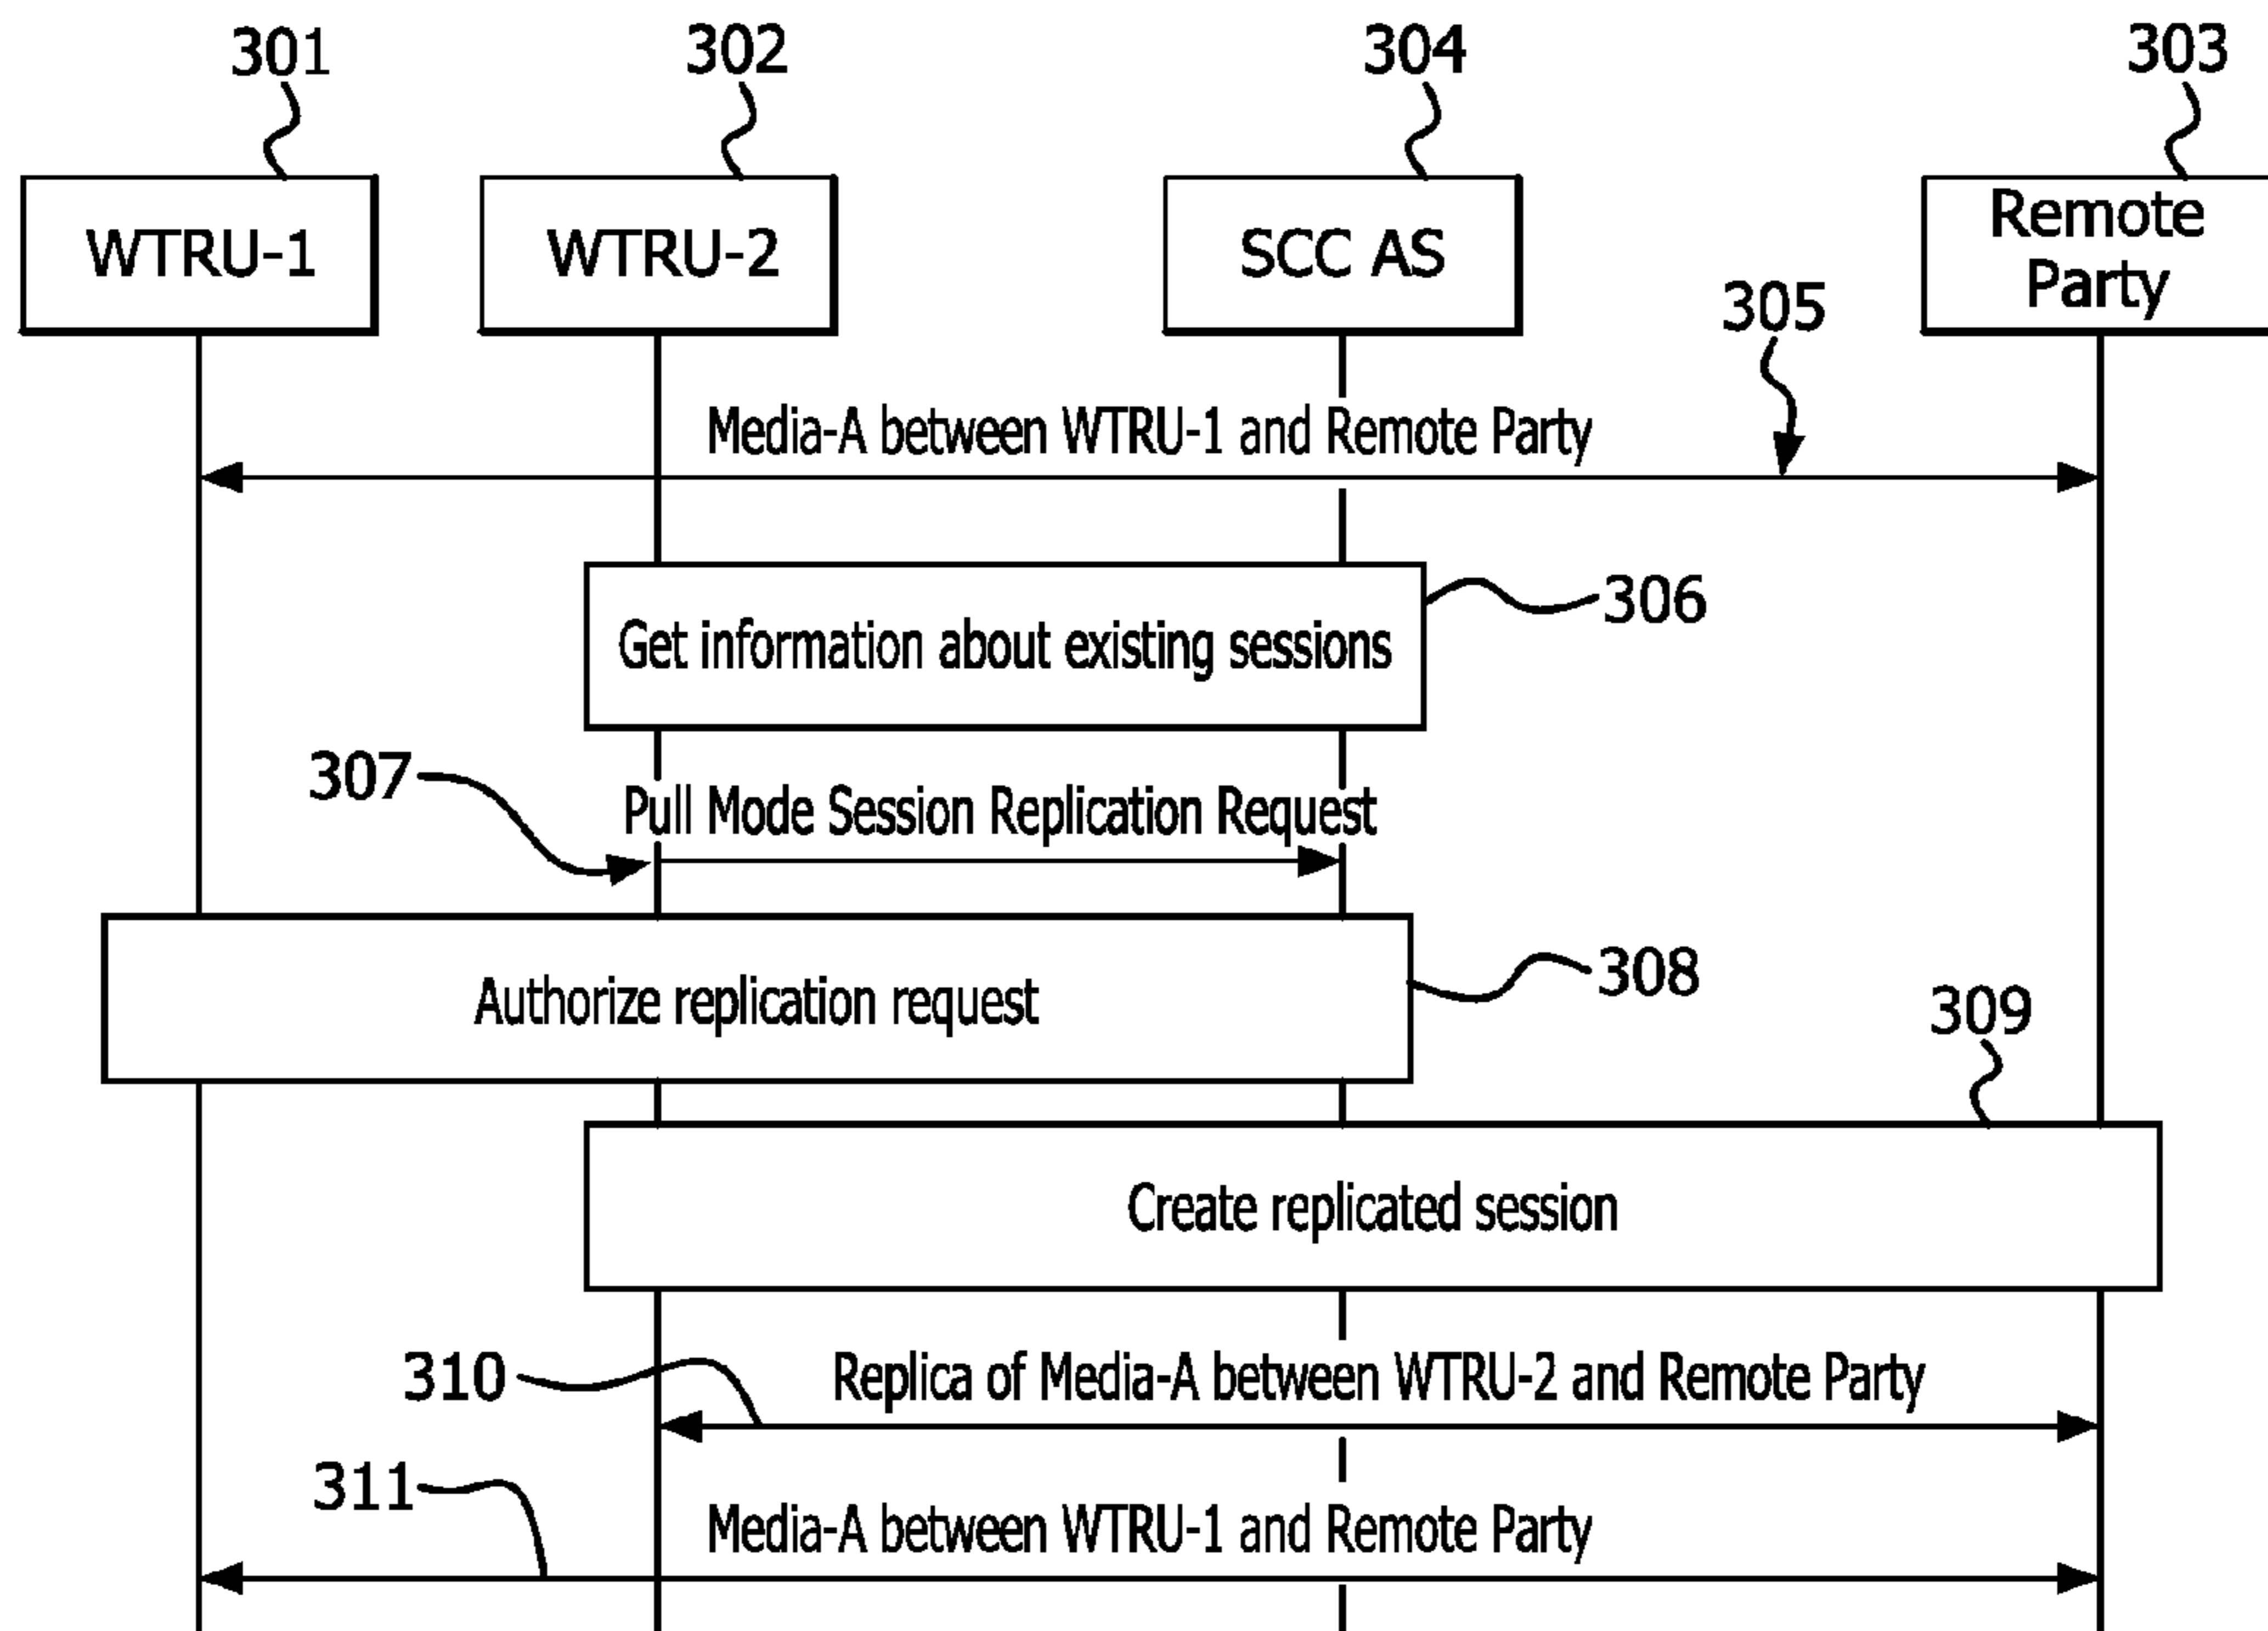 301
302
304
303
WTRU-1
WTRU-2
SCC AS
Remote
Party
305
Media-A between WTRU-1 and Remote Party
306
Get information about existing sessions
307
Pull Mode Session Replication Request
308
Authorize replication request
309
Create replicated session
310
Replica of Media-A between WTRU-2 and Remote Party
311
Media-A between WTRU-1 and Remote Party